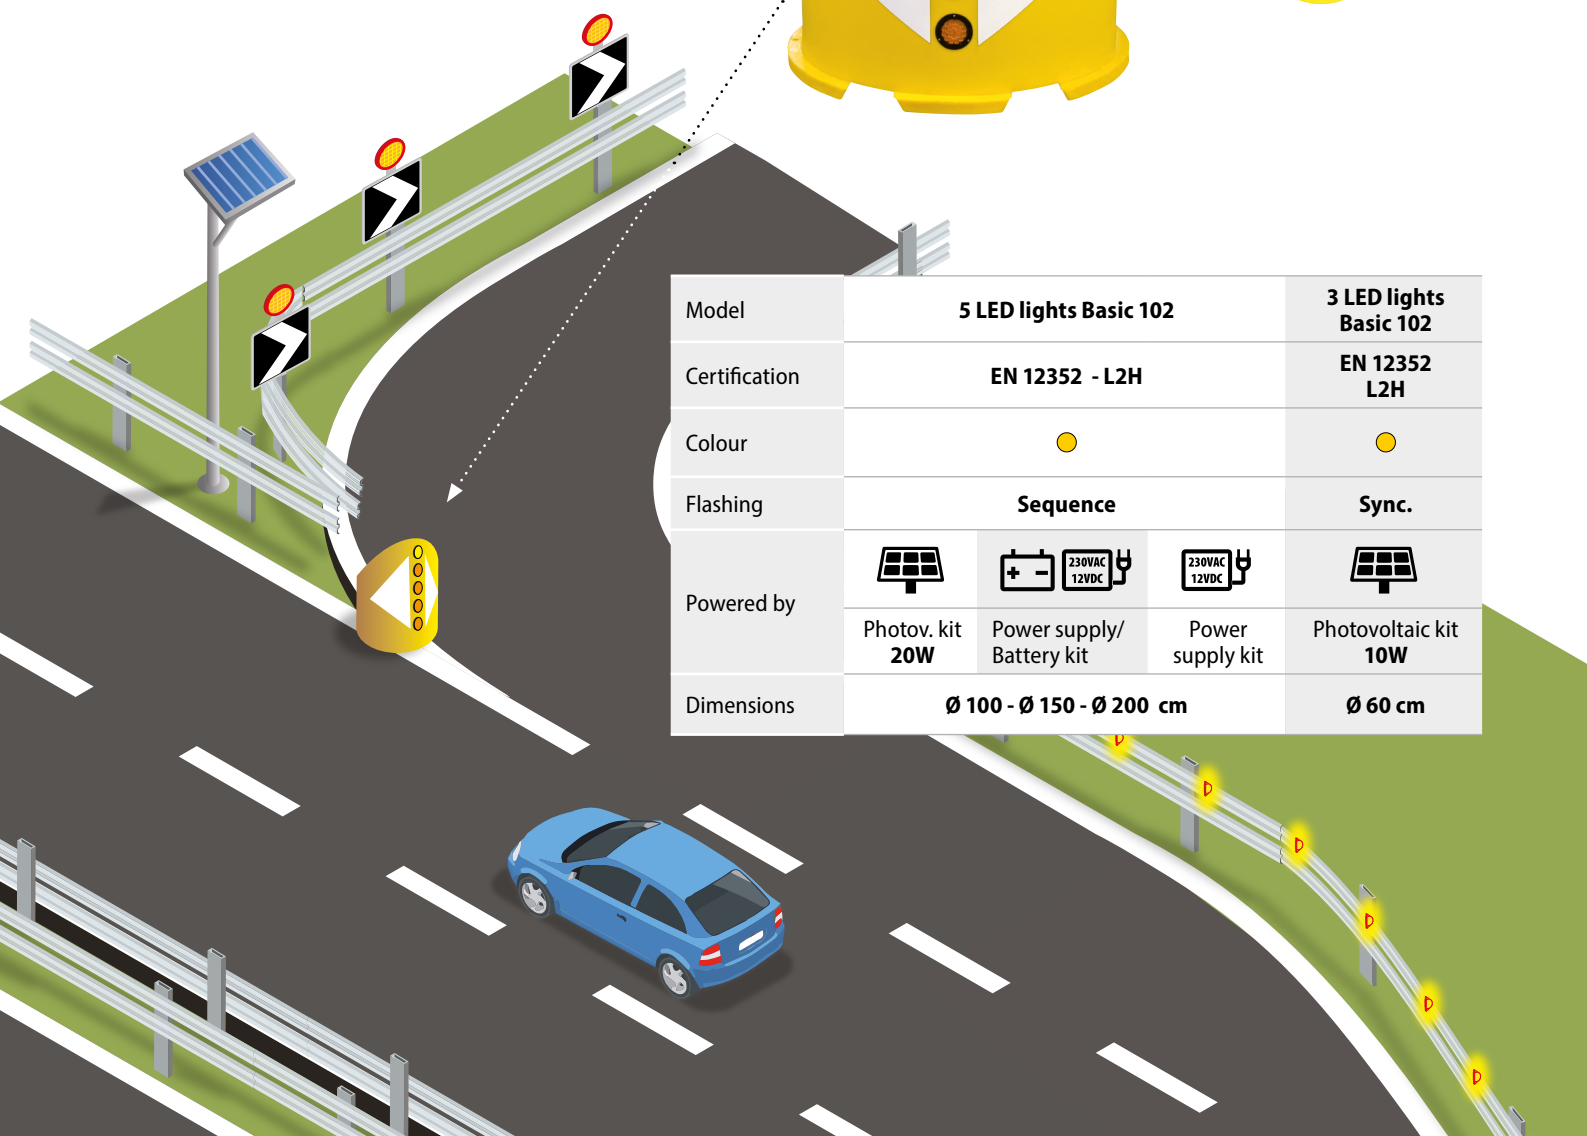 Model
5 LED lights Basic 102
3 LED lights
Basic 102
Certification
EN 12352 - L2H
EN 12352
L2H
Colour
Flashing
Sequence
Sync.
Powered by
230VAC
12VDC
230VAC
12VDC
Photov. kit
20W
Power supply/
Battery kit
Power
supply kit
Photovoltaic kit
10W
Dimensions
Ø 100 - Ø 150 - Ø 200 cm
Ø 60 cm